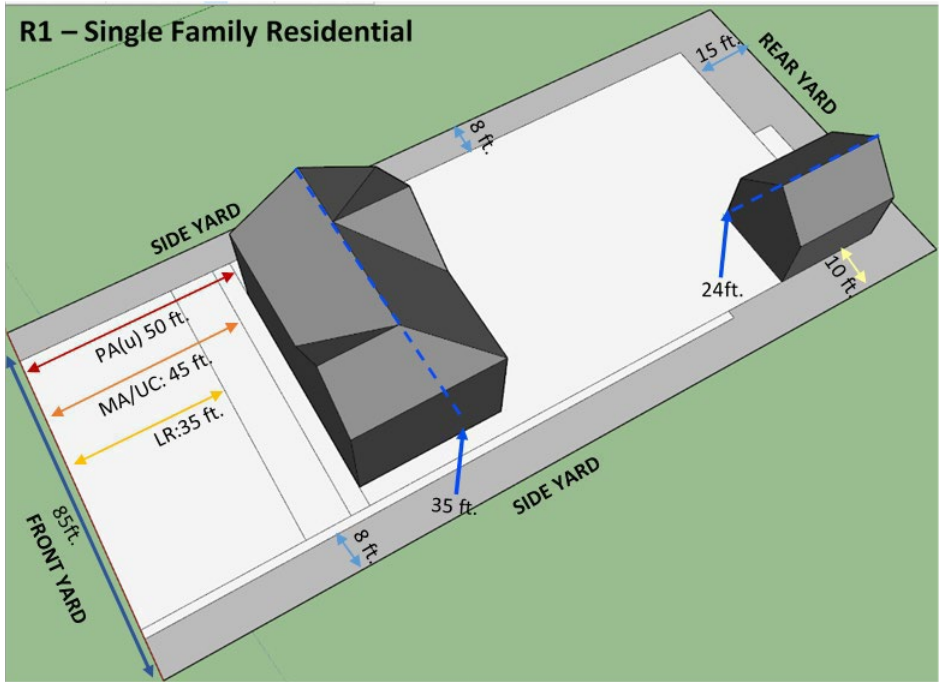 R1 – Single Family Residential
15 ft.
REAR YARD
8 ft.
SIDE YARD
10 ft.
24ft.
PA(u) 50 ft.
MA/UC: 45 ft.
LR:35 ft.
35 ft.
SIDE YARD
8 ft.
85ft.
FRONT YARD